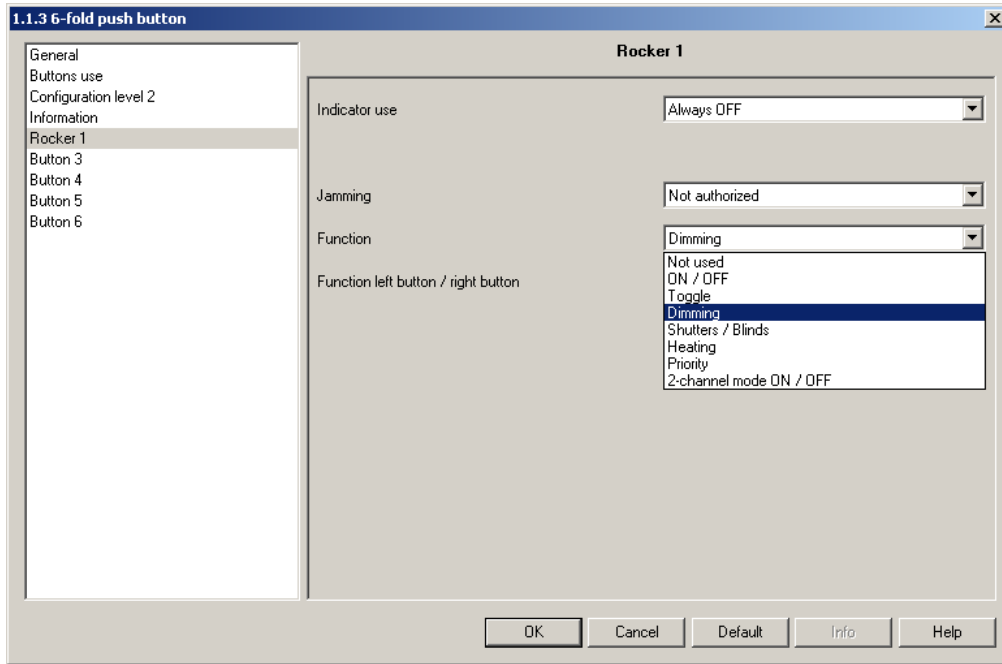 1.1.3 6-fold push button
General
Buttons use
Configuration level 2
Information
Rocker 1
Button 3
Button 4
Button 5
Button 6
Rocker 1
Indicator use Always OFF
Jamming Not authorized
Function Dimming
Function left button / right button
Not used
ON / OFF
Toggle
Dimming
Shutters / Blinds
Heating
Priority
2-channel mode ON / OFF
OK Cancel Default Info Help